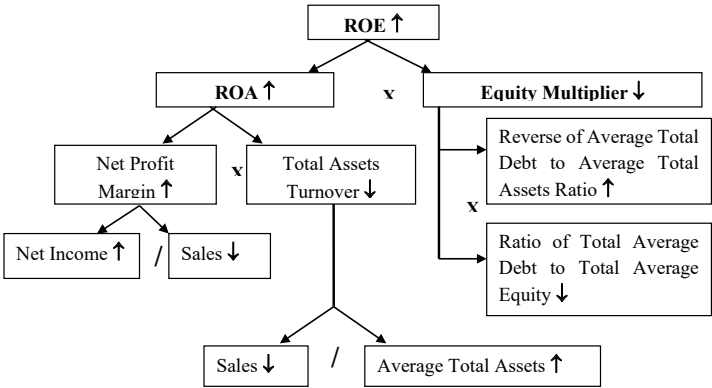 ROE ↑
ROA ↑
x
Equity Multiplier ↓
Net Profit
Margin ↑
x
Total Assets
Turnover ↓
Reverse of Average Total
Debt to Average Total
Assets Ratio ↑
x
Net Income ↑
/
Sales ↓
Ratio of Total Average
Debt to Total Average
Equity ↓
Sales ↓
/
Average Total Assets ↑